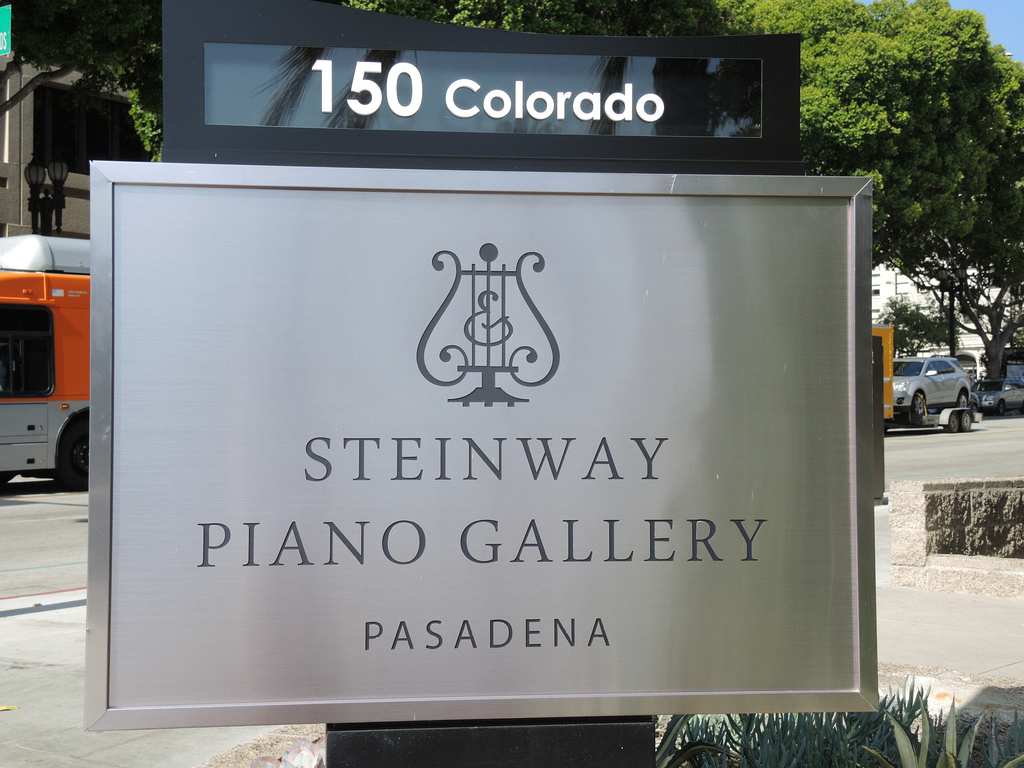 150 Colorado
&
STEINWAY
PIANO GALLERY
PASADENA